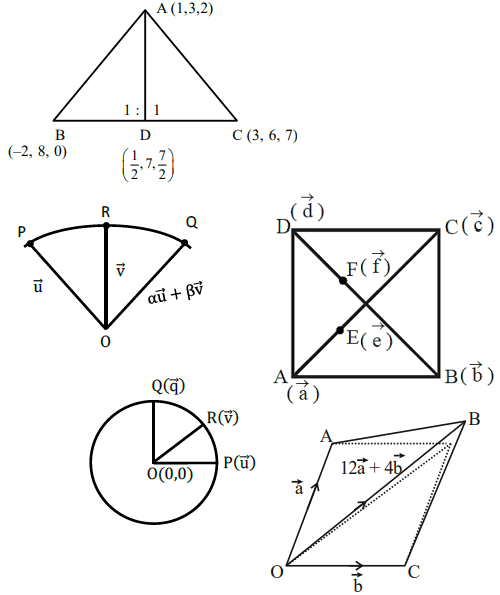 A (1,3,2)
1 : 1
B D C (3, 6, 7)
(–2, 8, 0)
(1/2, 7, 7/2)
P R Q
u⃗ v⃗ αu⃗ + βv⃗
O
D (d⃗) C(c⃗)
F(f⃗)
E(e⃗)
A (a⃗) B(b⃗)
Q(q⃗)
R(v⃗)
O(0,0) P(u⃗)
B
A
12a⃗ + 4b⃗
a⃗
O C
b⃗